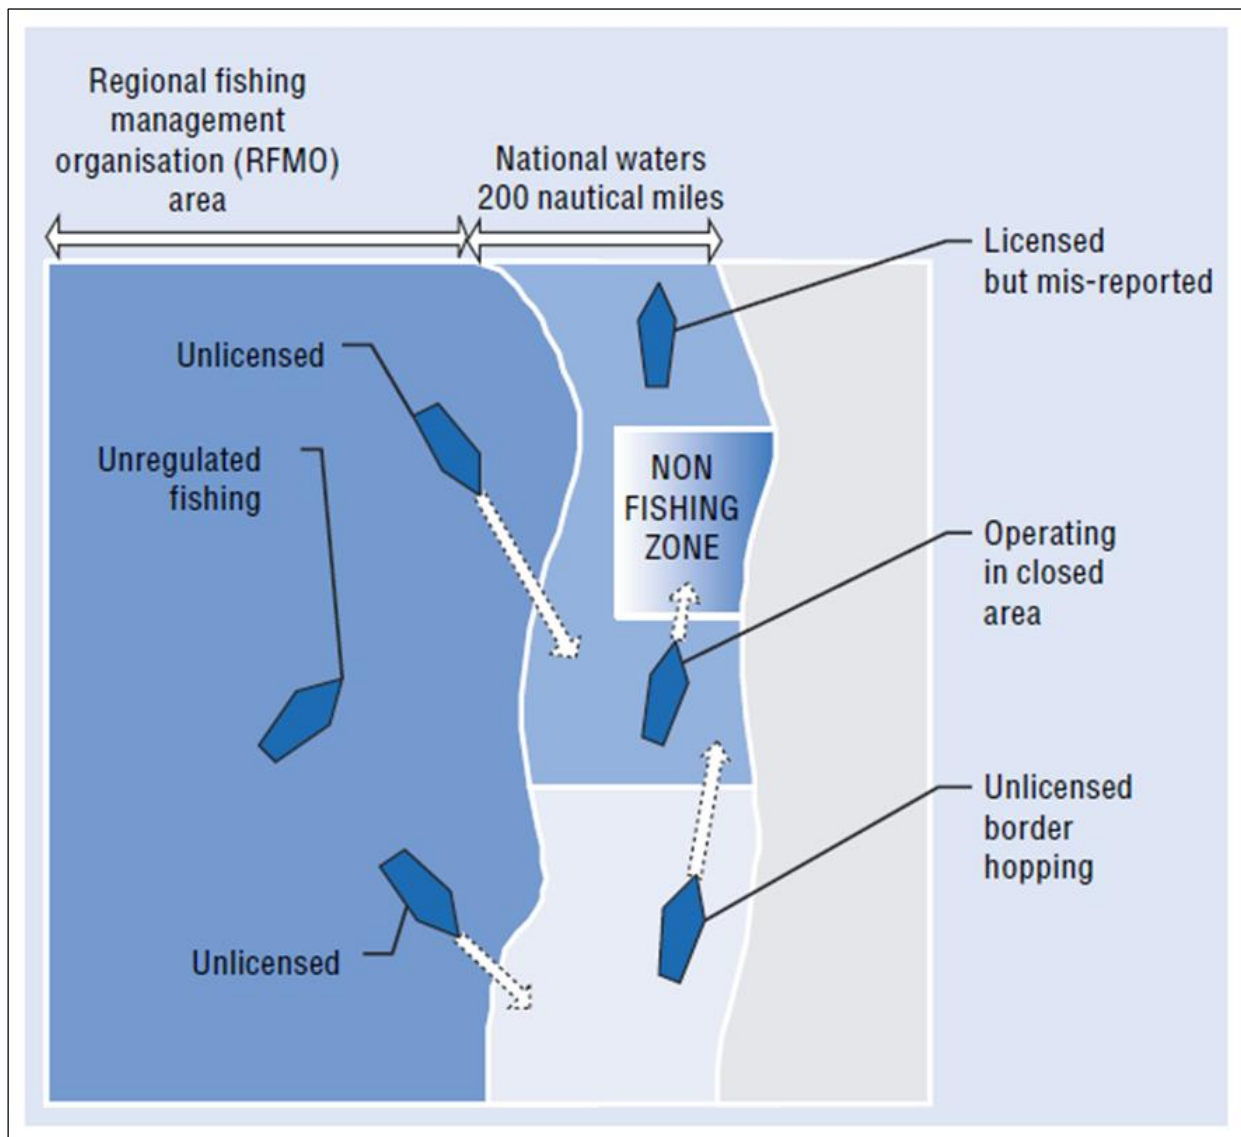 Regional fishing
management
organisation (RFMO)
area
National waters
200 nautical miles
Licensed
but mis-reported
Unlicensed
Unregulated
fishing
NON
FISHING
ZONE
Operating
in closed
area
Unlicensed
border
hopping
Unlicensed